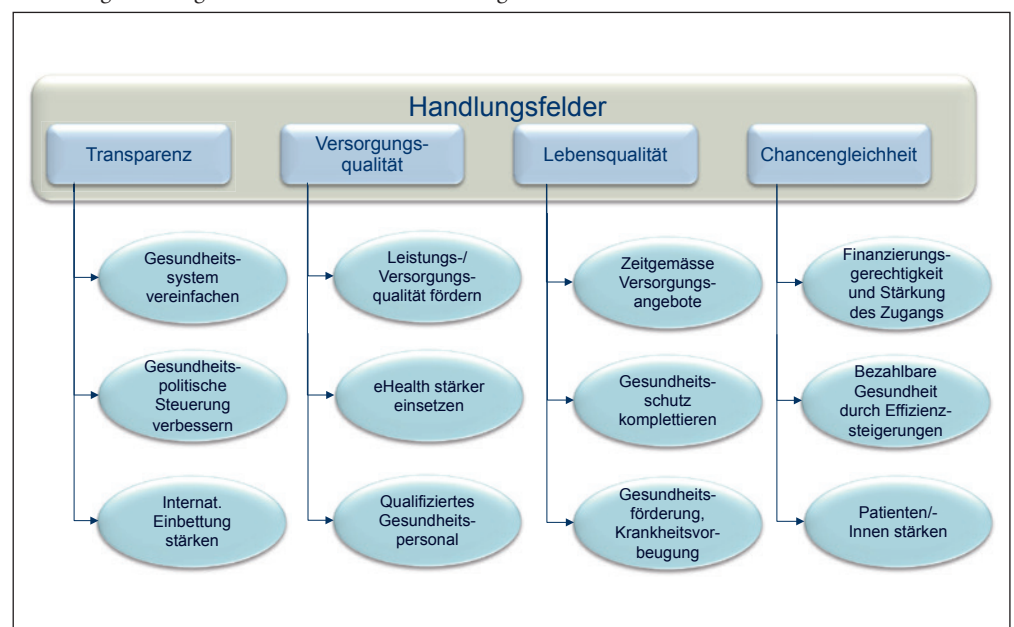 Handlungsfelder
Transparenz
Versorgungs-
qualität
Lebensqualität
Chancengleichheit
Gesundheits-
system
vereinfachen
Leistungs-/
Versorgungs-
qualität fördern
Zeitgemässe
Versorgungs-
angebote
Finanzierungs-
gerechtigkeit
und Stärkung
des Zugangs
Gesundheits-
politische
Steuerung
verbessern
eHealth stärker
einsetzen
Gesundheits-
schutz
komplettieren
Bezahlbare
Gesundheit
durch Effizienz-
steigerungen
Internat.
Einbettung
stärken
Qualifiziertes
Gesundheits-
personal
Gesundheits-
förderung,
Krankheitsvor-
beugung
Patienten/-
Innen stärken